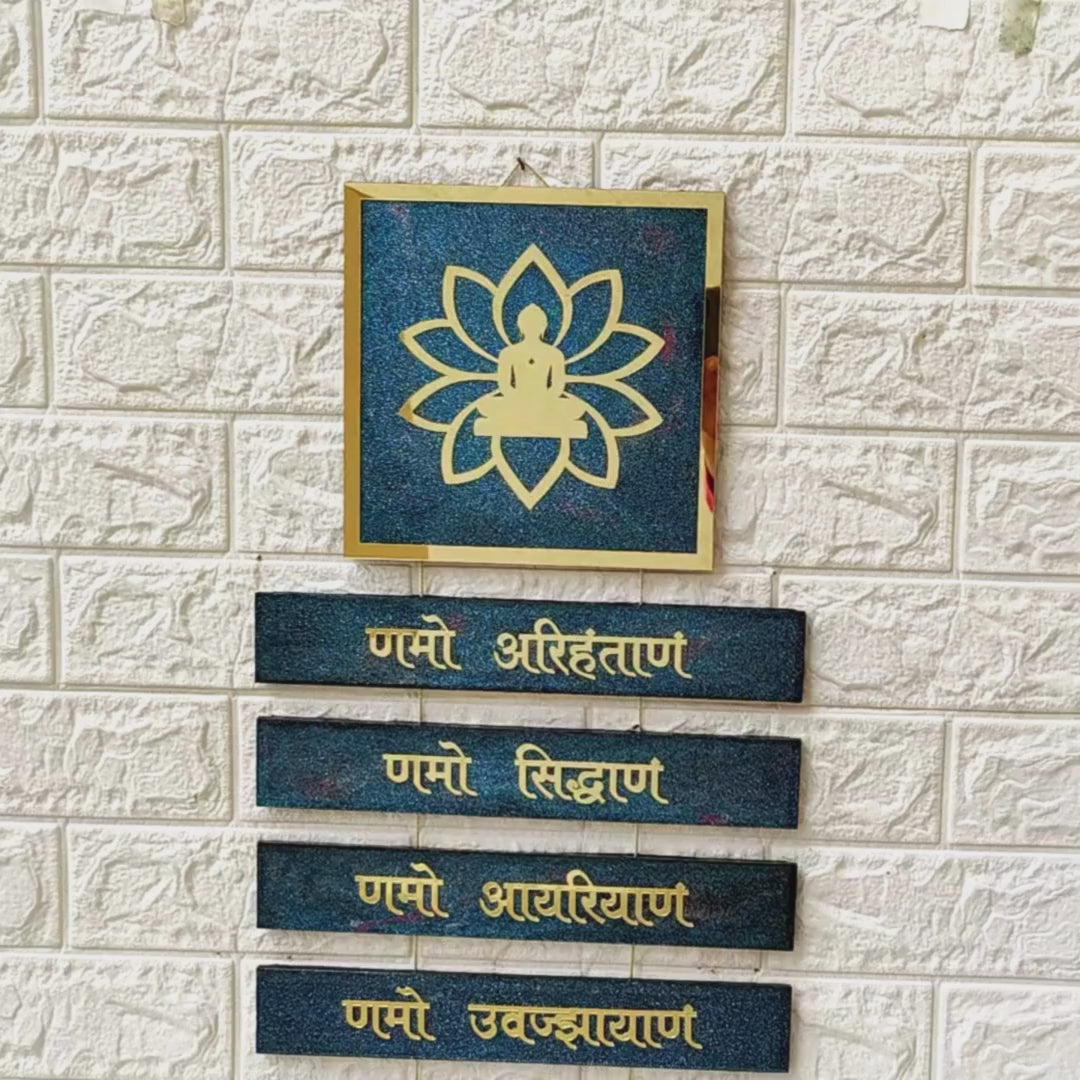 णमो अरिहंताणं
णमो सिद्धाणं
णमो आयरियाणं
णमो उवज्झायाणं